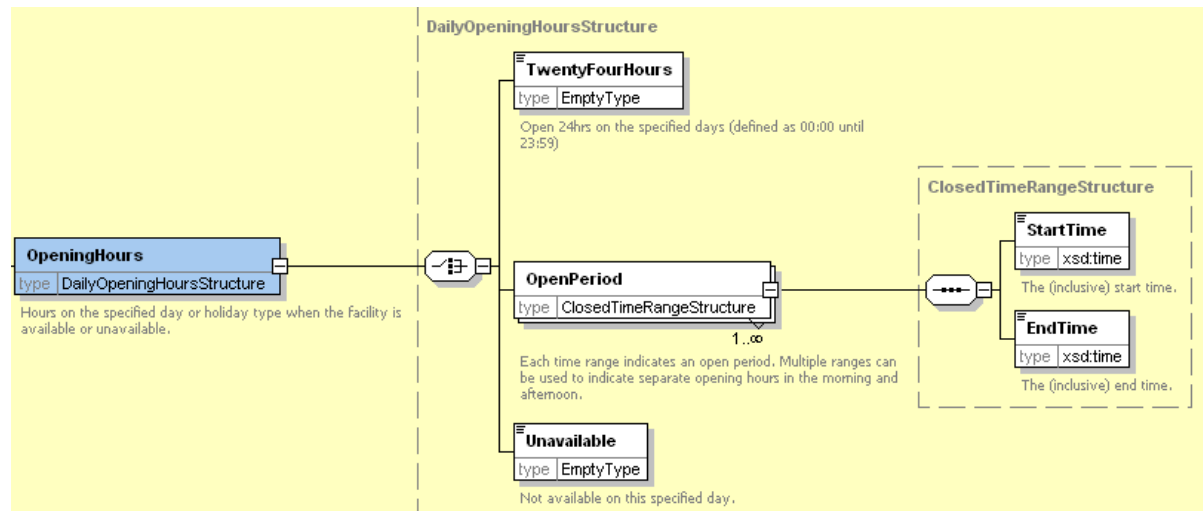 DailyOpeningHoursStructure
TwentyFourHours
type EmptyType
Open 24hrs on the specified days (defined as 00:00 until
23:59)
ClosedTimeRangeStructure
StartTime
type xsd:time
The (inclusive) start time.
OpeningHours
type DailyOpeningHoursStructure
Hours on the specified day or holiday type when the facility is
available or unavailable.
OpenPeriod
type ClosedTimeRangeStructure
1..∞
Each time range indicates an open period. Multiple ranges can
be used to indicate separate opening hours in the morning and
afternoon.
EndTime
type xsd:time
The (inclusive) end time.
Unavailable
type EmptyType
Not available on this specified day.